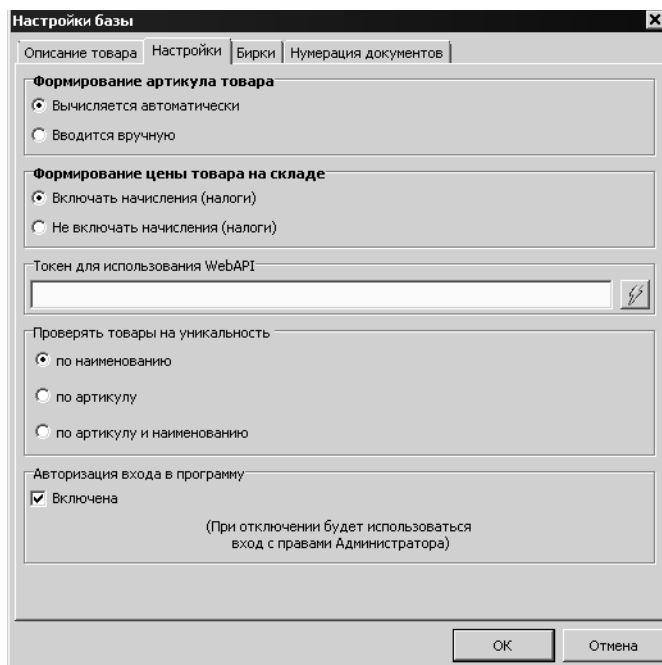 Настройки базы
Описание товара Настройки Бирки Нумерация документов
Формирование артикула товара
Вычисляется автоматически
Вводится вручную
Формирование цены товара на складе
Включать начисления (налоги)
Не включать начисления (налоги)
Токен для использования WebAPI
Проверять товары на уникальность
по наименованию
по артикулу
по артикулу и наименованию
Авторизация входа в программу
Включена
(При отключении будет использоваться
вход с правами Администратора)
ОК Отмена